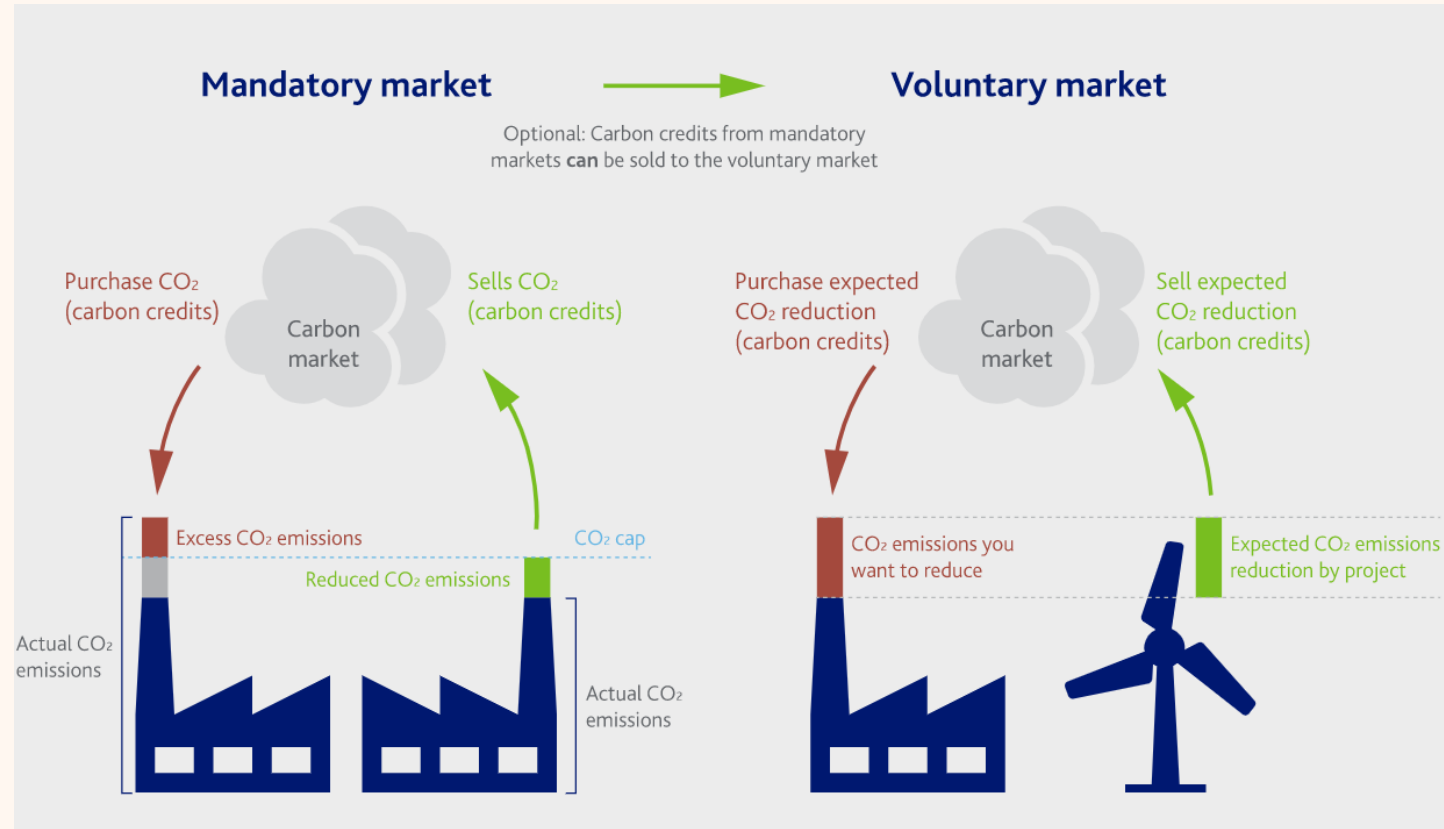 Mandatory market
Voluntary market
Optional: Carbon credits from mandatory
markets can be sold to the voluntary market
Purchase CO₂
(carbon credits)
Carbon
market
Sells CO₂
(carbon credits)
Excess CO₂ emissions
CO₂ cap
Reduced CO₂ emissions
Actual CO₂
emissions
Actual CO₂
emissions
Purchase expected
CO₂ reduction
(carbon credits)
Carbon
market
Sell expected
CO₂ reduction
(carbon credits)
CO₂ emissions you
want to reduce
Expected CO₂ emissions
reduction by project